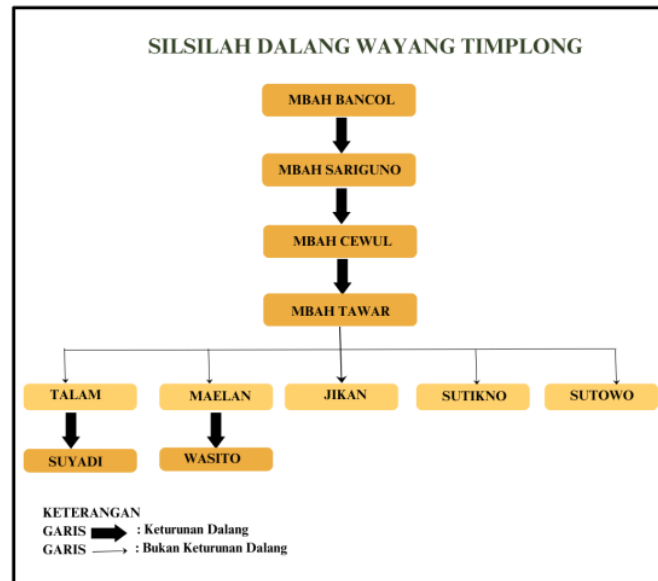 SILSILAH DALANG WAYANG TIMPLONG
MBAH BANCOL
MBAH SARIGUNO
MBAH CEWUL
MBAH TAWAR
TALAM
MAELAN
JIKAN
SUTIKNO
SUTOWO
SUYADI
WASITO
KETERANGAN
GARIS : Keturunan Dalang
GARIS : Bukan Keturunan Dalang